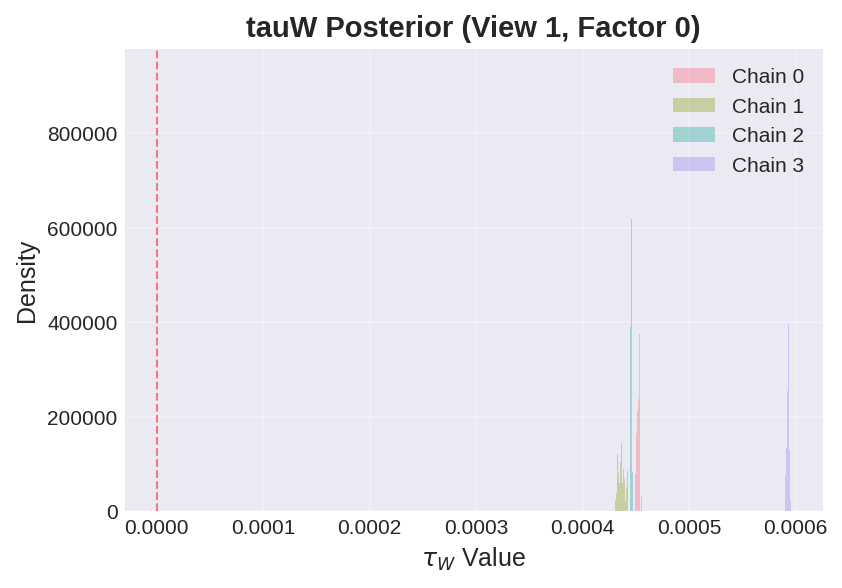 tauW Posterior (View 1, Factor 0)
Chain 0
Chain 1
Chain 2
Chain 3
800000
600000
400000
200000
0
Density
0.0000 0.0001 0.0002 0.0003 0.0004 0.0005 0.0006
τ_W Value